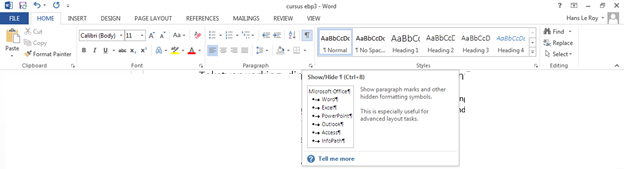 cursus ebp3 - Word
FILE HOME INSERT DESIGN PAGE LAYOUT REFERENCES MAILINGS REVIEW VIEW Hans Le Roy
Paste
Cut
Copy
Format Painter
Clipboard
Calibri (Body) 11
Font
Paragraph
AaBbCcDc AaBbCcDc AaBbCc AaBbCcD AaBbCcDc
¶ Normal ¶ No Spac... Heading 1 Heading 2 Heading 4
Styles
Find
Replace
Select
Editing
Show/Hide ¶ (Ctrl+8)
Microsoft·Office¶
Word¶
Excel¶
PowerPoint¶
Outlook¶
Access¶
InfoPath¶
Show paragraph marks and other
hidden formatting symbols.
This is especially useful for
advanced layout tasks.
Tell me more